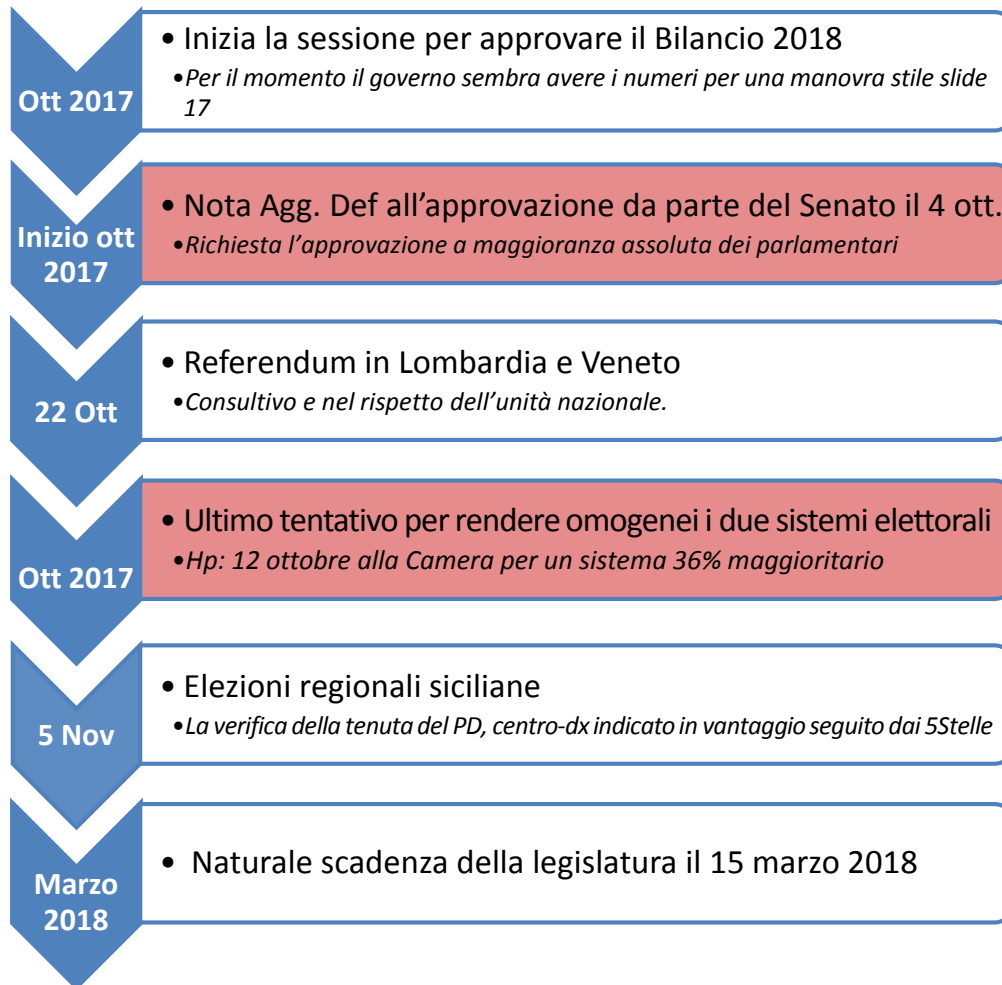 Ott 2017
• Inizia la sessione per approvare il Bilancio 2018
•Per il momento il governo sembra avere i numeri per una manovra stile slide
17
Inizio ott
2017
• Nota Agg. Def all’approvazione da parte del Senato il 4 ott.
•Richiesta l’approvazione a maggioranza assoluta dei parlamentari
22 Ott
• Referendum in Lombardia e Veneto
•Consultivo e nel rispetto dell’unità nazionale.
Ott 2017
• Ultimo tentativo per rendere omogenei i due sistemi elettorali
•Hp: 12 ottobre alla Camera per un sistema 36% maggioritario
5 Nov
• Elezioni regionali siciliane
•La verifica della tenuta del PD, centro-dx indicato in vantaggio seguito dai 5Stelle
Marzo
2018
• Naturale scadenza della legislatura il 15 marzo 2018